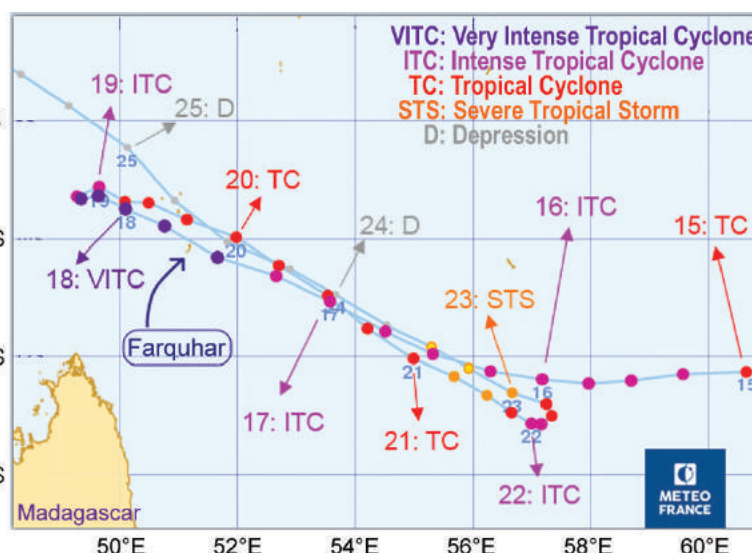 VITC: Very Intense Tropical Cyclone
ITC: Intense Tropical Cyclone
TC: Tropical Cyclone
STS: Severe Tropical Storm
D: Depression
19: ITC
25: D
25
20: TC
16: ITC
15: TC
19
18
20
24: D
18: VITC
23: STS
Farquhar
17
21
16
15
17: ITC
21: TC
23
22
22: ITC
METEO
FRANCE
Madagascar
50°E
52°E
54°E
56°E
58°E
60°E